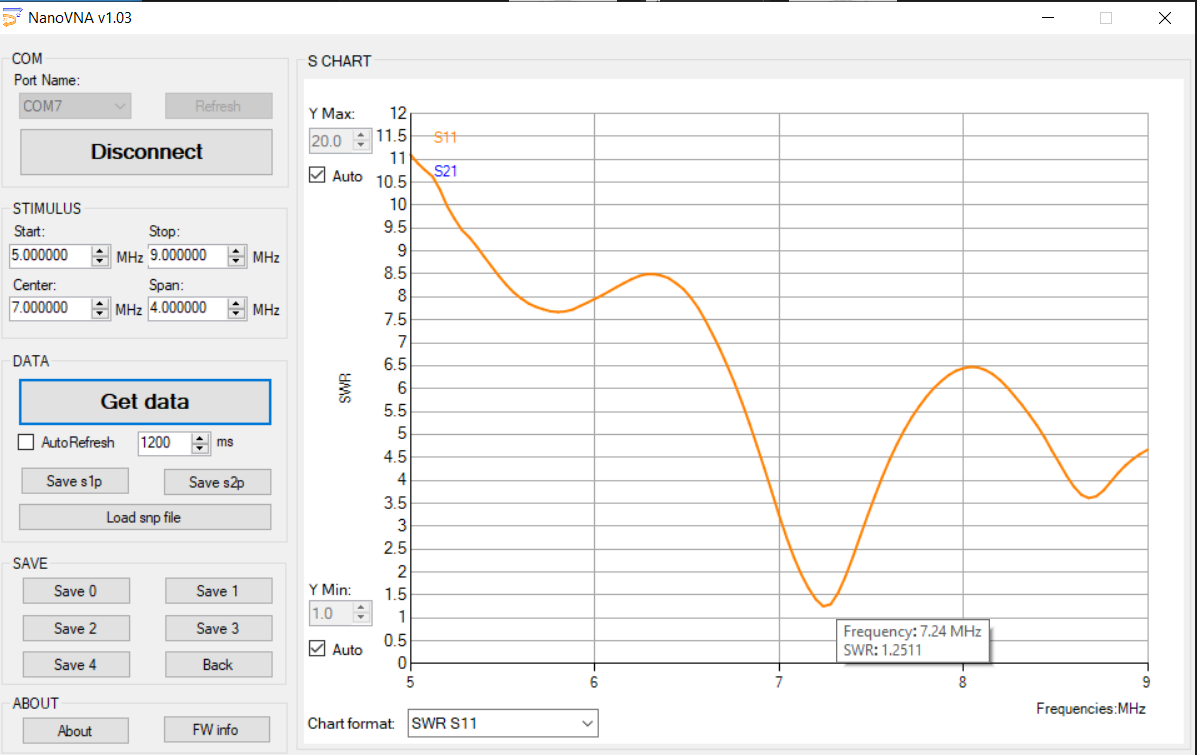 NanoVNA v1.03
COM
Port Name:
COM7
Refresh
Disconnect
STIMULUS
Start:
Stop:
5.000000 MHz 9.000000 MHz
Center:
Span:
7.000000 MHz 4.000000 MHz
DATA
Get data
AutoRefresh 1200 ms
Save s1p
Save s2p
Load snp file
SAVE
Save 0
Save 1
Save 2
Save 3
Save 4
Back
ABOUT
About
FW info
S CHART
Y Max:
20.0
Auto
SWR
Y Min:
1.0
Auto
12
11.5
11
10.5
10
9.5
9
8.5
8
7.5
7
6.5
6
5.5
5
4.5
4
3.5
3
2.5
2
1.5
1
0.5
0
S11
S21
Frequency: 7.24 MHz
SWR: 1.2511
5 6 7 8 9
Frequencies:MHz
Chart format: SWR S11